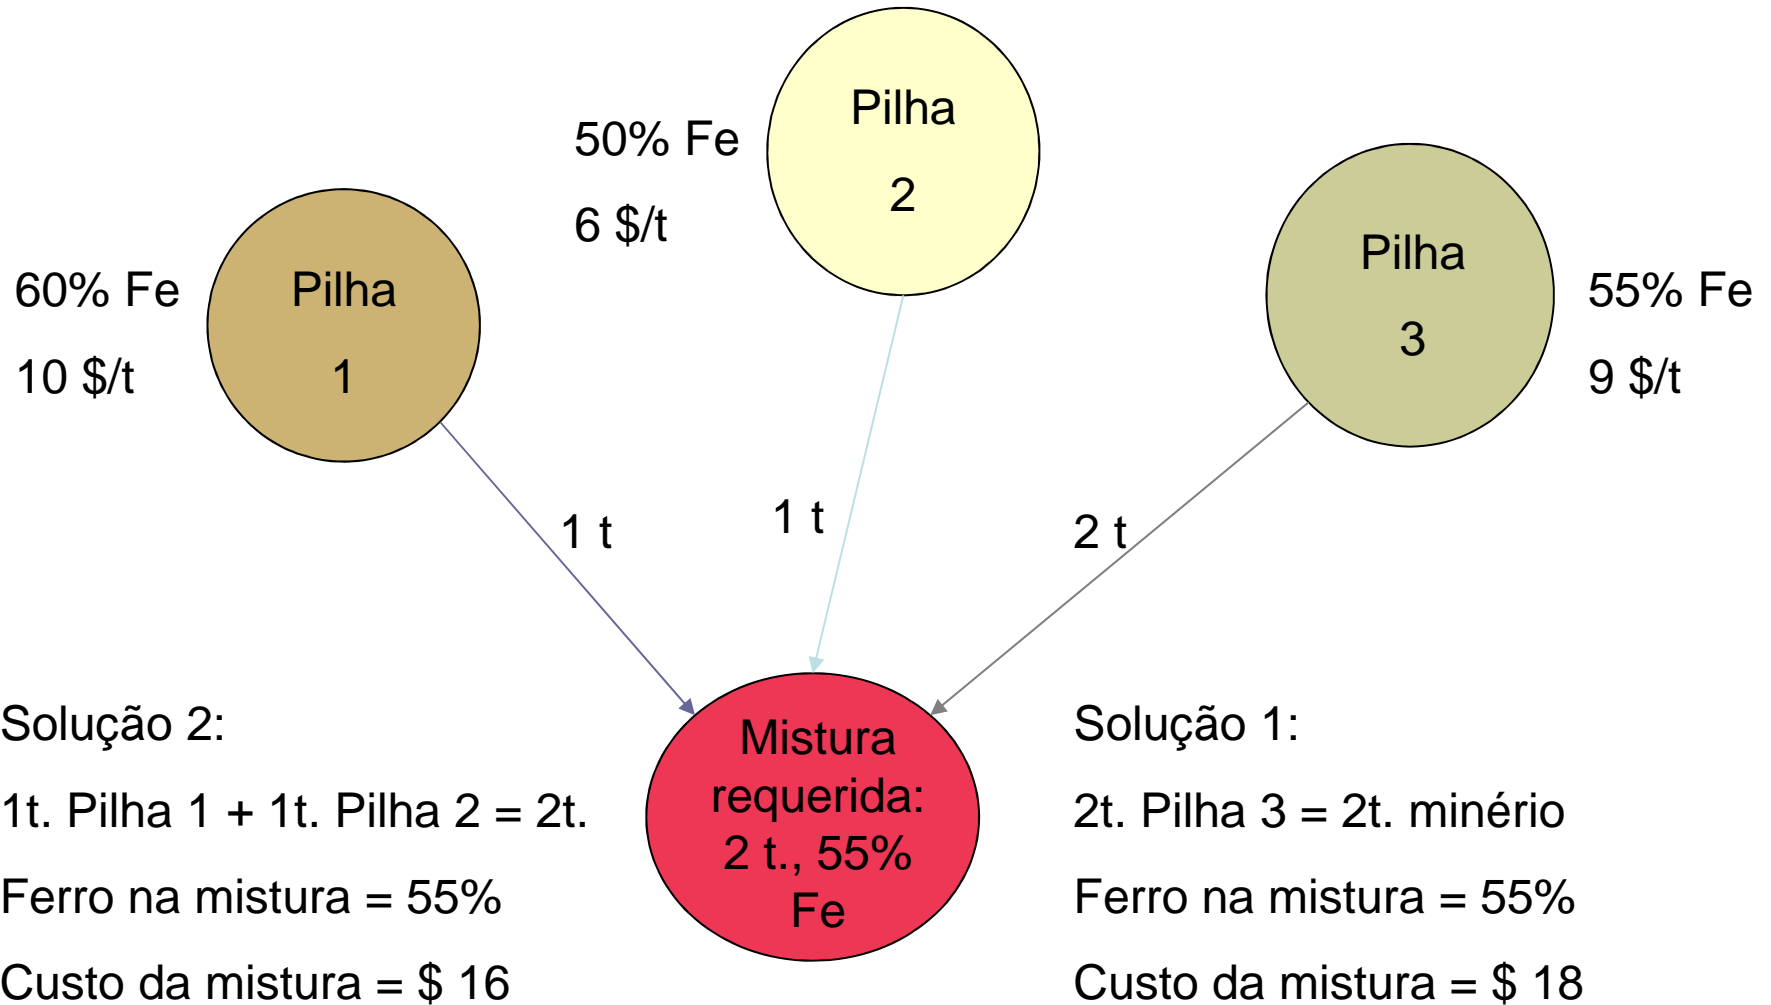 50% Fe
6 $/t
Pilha
2
60% Fe
10 $/t
Pilha
1
Pilha
3
55% Fe
9 $/t
1 t
1 t
2 t
Mistura
requerida:
2 t., 55%
Fe
Solução 2:
1t. Pilha 1 + 1t. Pilha 2 = 2t.
Ferro na mistura = 55%
Custo da mistura = $ 16
Solução 1:
2t. Pilha 3 = 2t. minério
Ferro na mistura = 55%
Custo da mistura = $ 18